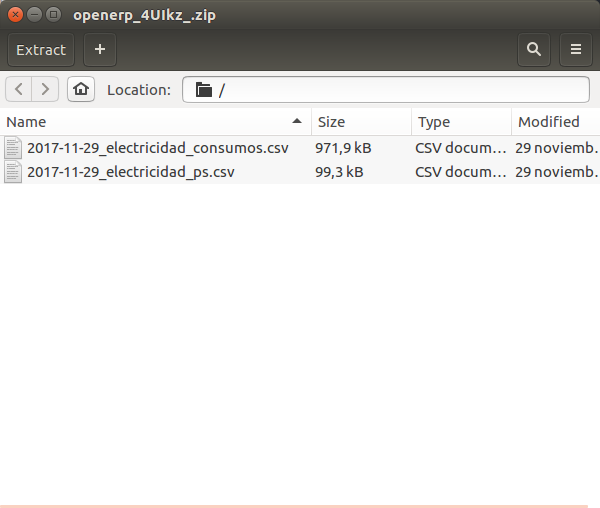 openerp_4UIkz_.zip
Extract
Location: /
Name Size Type Modified
2017-11-29_electricidad_consumos.csv 971,9 kB CSV docum... 29 noviemb...
2017-11-29_electricidad_ps.csv 99,3 kB CSV docum... 29 noviemb...